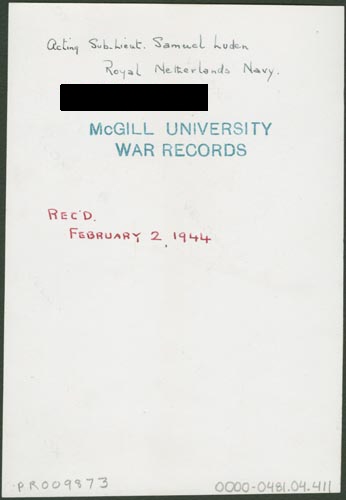 Acting Sub-Lieut. Samuel Luden
Royal Netherlands Navy.
McGILL UNIVERSITY
WAR RECORDS
REC'D.
FEBRUARY 2, 1944
PR009873
0000-0481.04.411